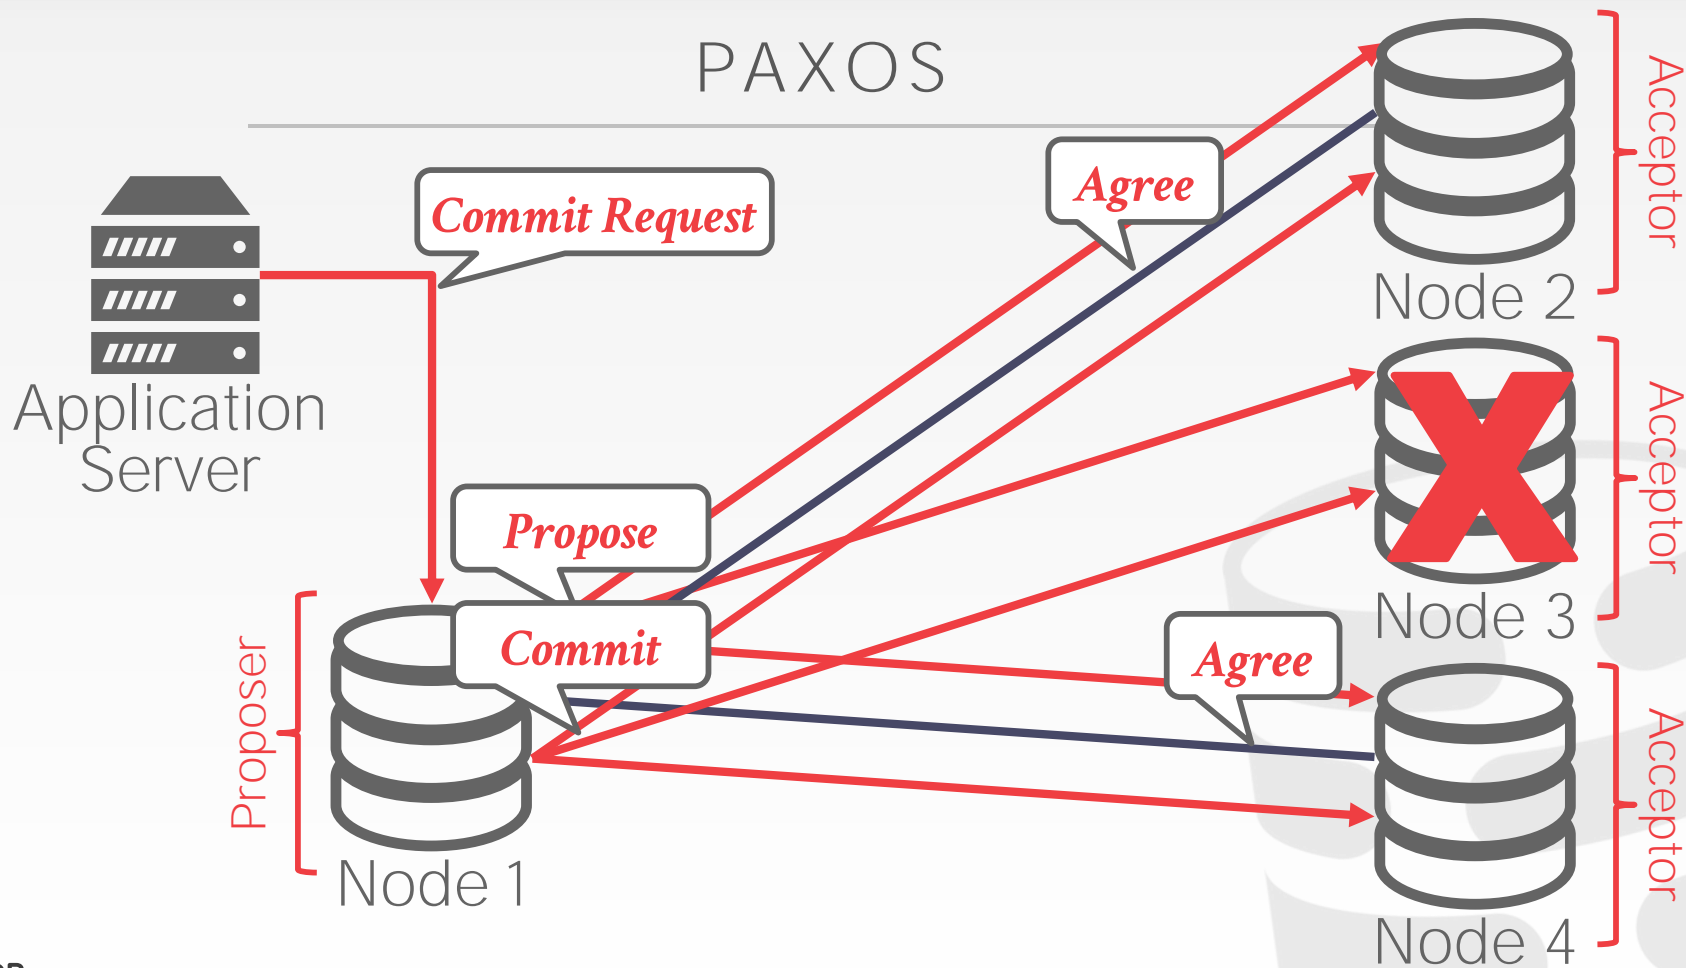 PAXOS
Commit Request
Agree
Acceptor
Node 2
Application
Server
Propose
Acceptor
Node 3
Commit
Agree
Proposer
Acceptor
Node 1
Node 4